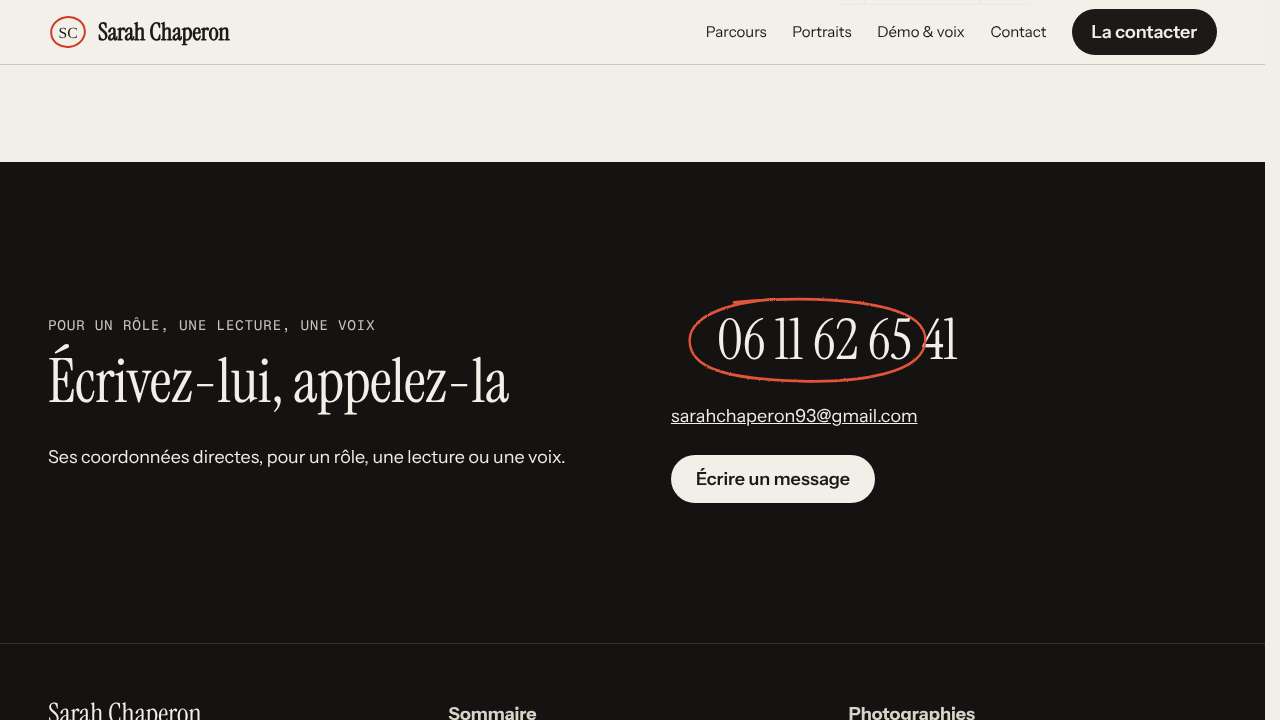 SC Sarah Chaperon
Parcours Portraits Démo & voix Contact La contacter
POUR UN RÔLE, UNE LECTURE, UNE VOIX
Écrivez-lui, appelez-la
Ses coordonnées directes, pour un rôle, une lecture ou une voix.
06 11 62 65 41
sarahchaperon93@gmail.com
Écrire un message
Sarah Chaperon
Sommaire
Photographies